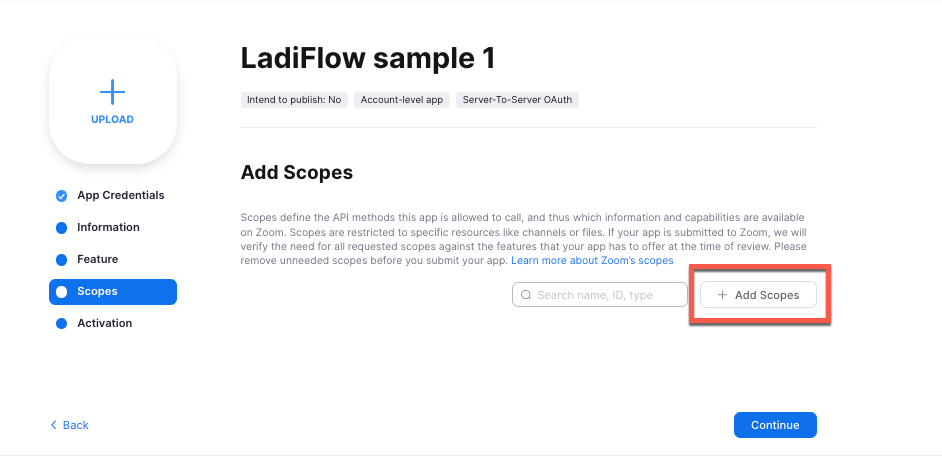 LadiFlow sample 1
Intend to publish: No
Account-level app
Server-To-Server OAuth
UPLOAD
App Credentials
Information
Feature
Scopes
Activation
Add Scopes
Scopes define the API methods this app is allowed to call, and thus which information and capabilities are available
on Zoom. Scopes are restricted to specific resources like channels or files. If your app is submitted to Zoom, we will
verify the need for all requested scopes against the features that your app has to offer at the time of review. Please
remove unneeded scopes before you submit your app. Learn more about Zoom's scopes
Search name, ID, type
Add Scopes
Back
Continue